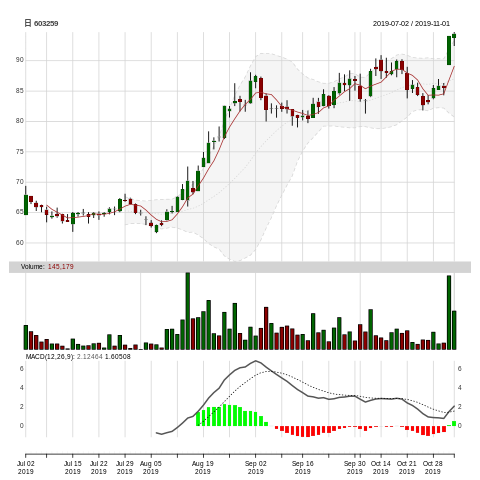 日 603259
2019-07-02 / 2019-11-01
90
85
80
75
70
65
60
Volume: 145,179
MACD(12,26,9): 2.12464 1.60508
6 6
4 4
2 2
0 0
Jul 02 Jul 15 Jul 22 Jul 29 Aug 05 Aug 19 Sep 02 Sep 16 Sep 30 Oct 14 Oct 21 Oct 28
2019 2019 2019 2019 2019 2019 2019 2019 2019 2019 2019 2019